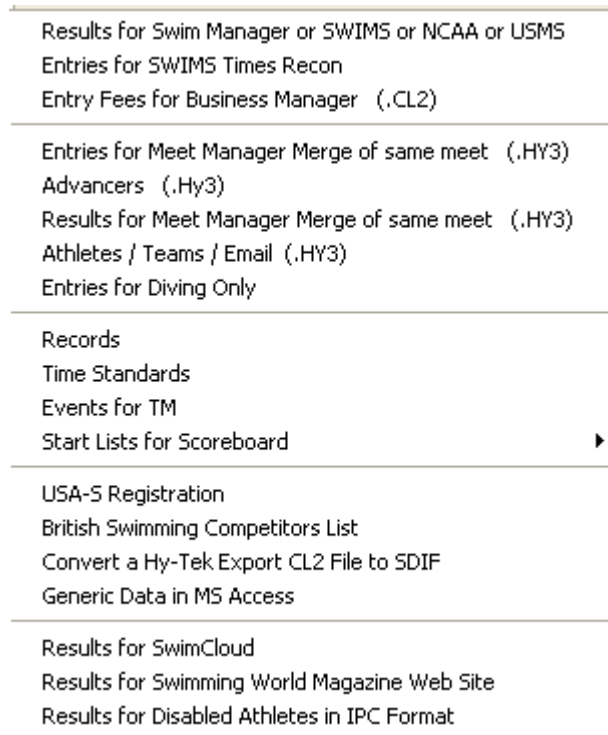 Results for Swim Manager or SWIMS or NCAA or USMS
Entries for SWIMS Times Recon
Entry Fees for Business Manager (.CL2)
Entries for Meet Manager Merge of same meet (.HY3)
Advancers (.Hy3)
Results for Meet Manager Merge of same meet (.HY3)
Athletes / Teams / Email (.HY3)
Entries for Diving Only
Records
Time Standards
Events for TM
Start Lists for Scoreboard
USA-S Registration
British Swimming Competitors List
Convert a Hy-Tek Export CL2 File to SDIF
Generic Data in MS Access
Results for SwimCloud
Results for Swimming World Magazine Web Site
Results for Disabled Athletes in IPC Format